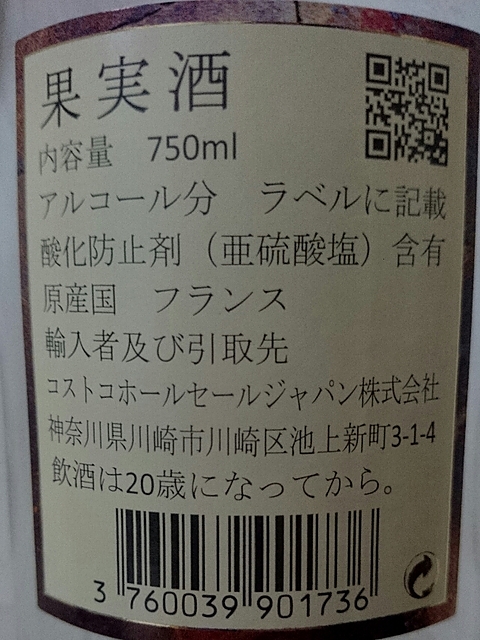 果実酒
内容量　750ml
アルコール分　ラベルに記載
酸化防止剤（亜硫酸塩）含有
原産国　フランス
輸入者及び引取先
コストコホールセールジャパン株式会社
神奈川県川崎市川崎区池上新町3-1-4
飲酒は20歳になってから。
3 760039 901736